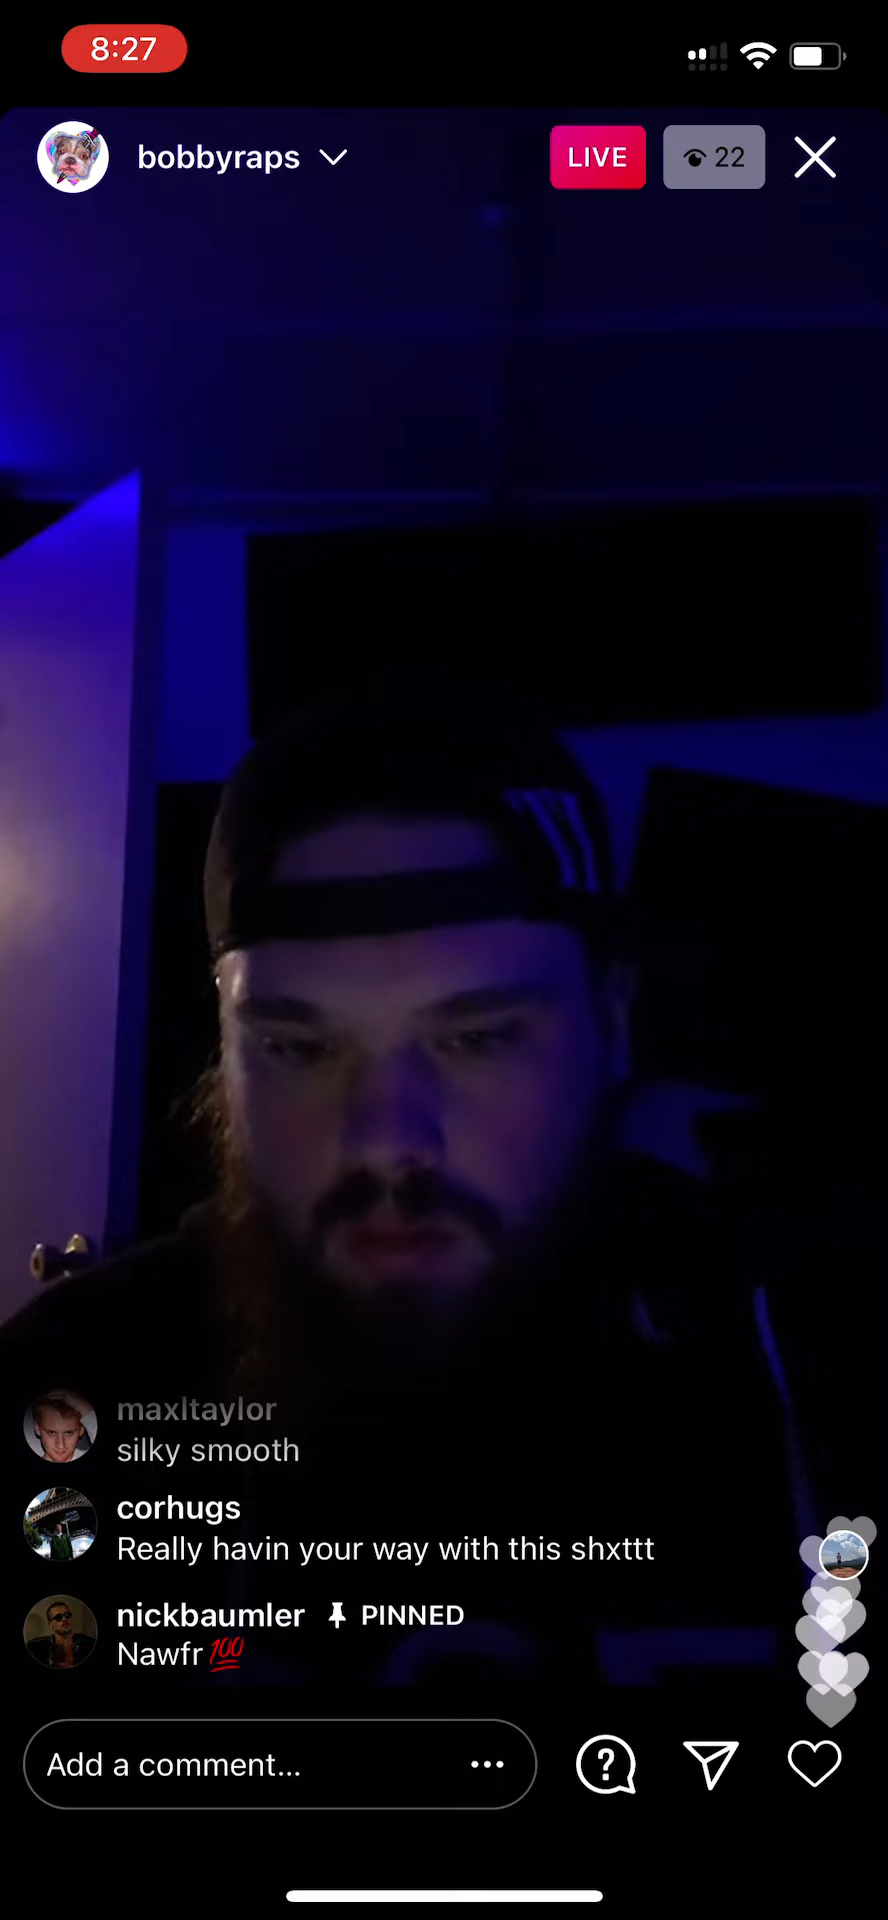 8:27
bobbyraps
LIVE
22
maxltaylor
silky smooth
corhugs
Really havin your way with this shxttt
nickbaumler PINNED
Nawfr 💯
Add a comment...